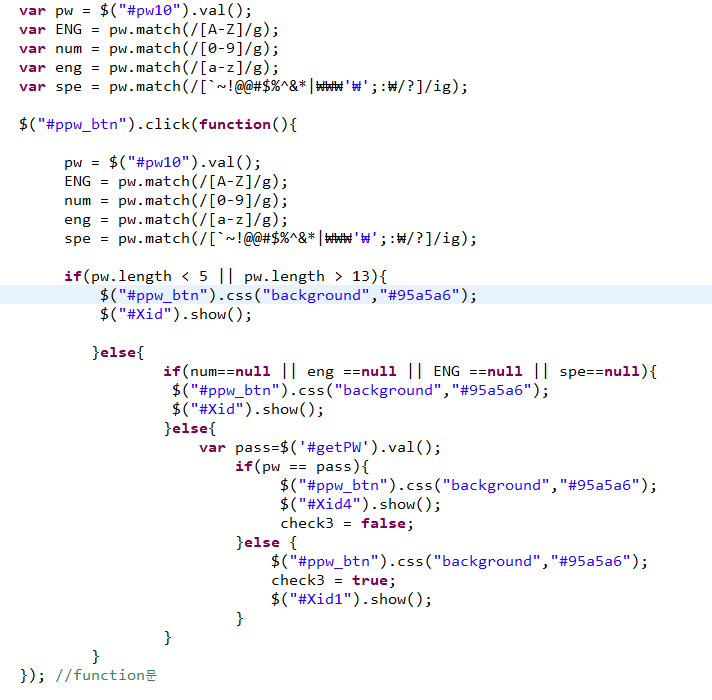 var pw = $("#pw10").val();
var ENG = pw.match(/[A-Z]/g);
var num = pw.match(/[0-9]/g);
var eng = pw.match(/[a-z]/g);
var spe = pw.match(/[`~!@@#$%^&*|₩₩₩'₩';:₩/?]/ig);
$("#ppw_btn").click(function(){
pw = $("#pw10").val();
ENG = pw.match(/[A-Z]/g);
num = pw.match(/[0-9]/g);
eng = pw.match(/[a-z]/g);
spe = pw.match(/[`~!@@#$%^&*|₩₩₩'₩';:₩/?]/ig);
if(pw.length < 5 || pw.length > 13){
$("#ppw_btn").css("background","#95a5a6");
$("#Xid").show();
}else{
if(num==null || eng ==null || ENG ==null || spe==null){
$("#ppw_btn").css("background","#95a5a6");
$("#Xid").show();
}else{
var pass=$('#getPW').val();
if(pw == pass){
$("#ppw_btn").css("background","#95a5a6");
$("#Xid4").show();
check3 = false;
}else {
$("#ppw_btn").css("background","#95a5a6");
check3 = true;
$("#Xid1").show();
}
}
}
}); //function문